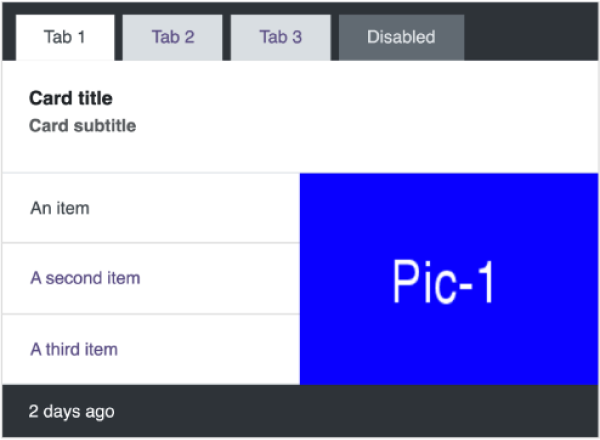 Tab 1 Tab 2 Tab 3 Disabled
Card title
Card subtitle
An item
A second item
A third item
Pic-1
2 days ago